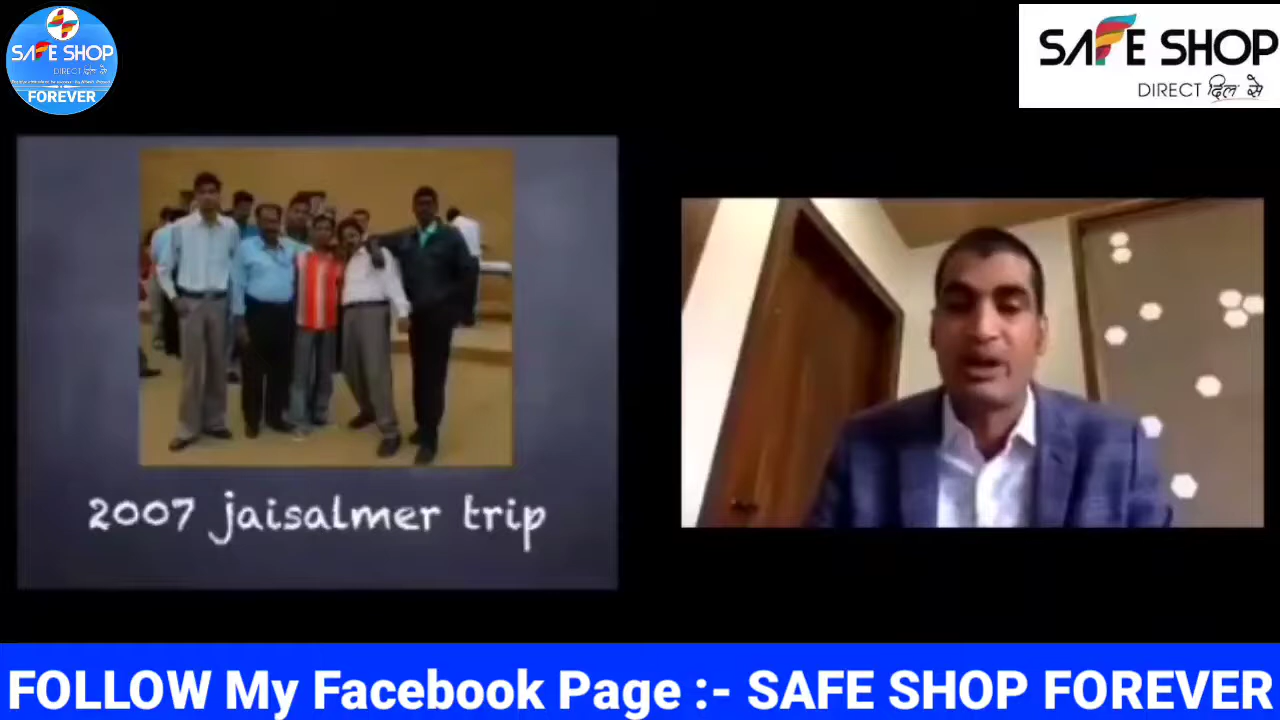 SAFE SHOP
DIRECT दिल से
FOREVER
SAFE SHOP
DIRECT दिल से
2007 jaisalmer trip
FOLLOW My Facebook Page :- SAFE SHOP FOREVER